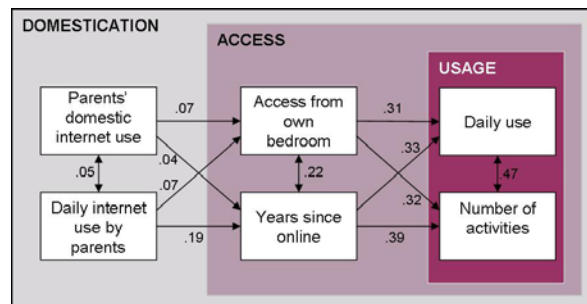 DOMESTICATION
ACCESS
USAGE
Parents'
domestic
internet use
.07
Access from
own
bedroom
.31
Daily use
.04
.33
.05
.07
.22
.47
.32
Daily internet
use by
parents
.19
Years since
online
.39
Number of
activities